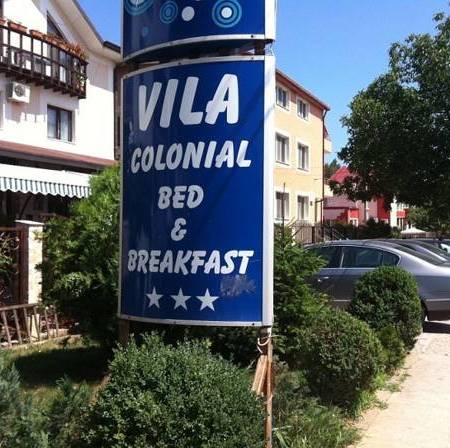 VILA
COLONIAL
BED
&
BREAKFAST